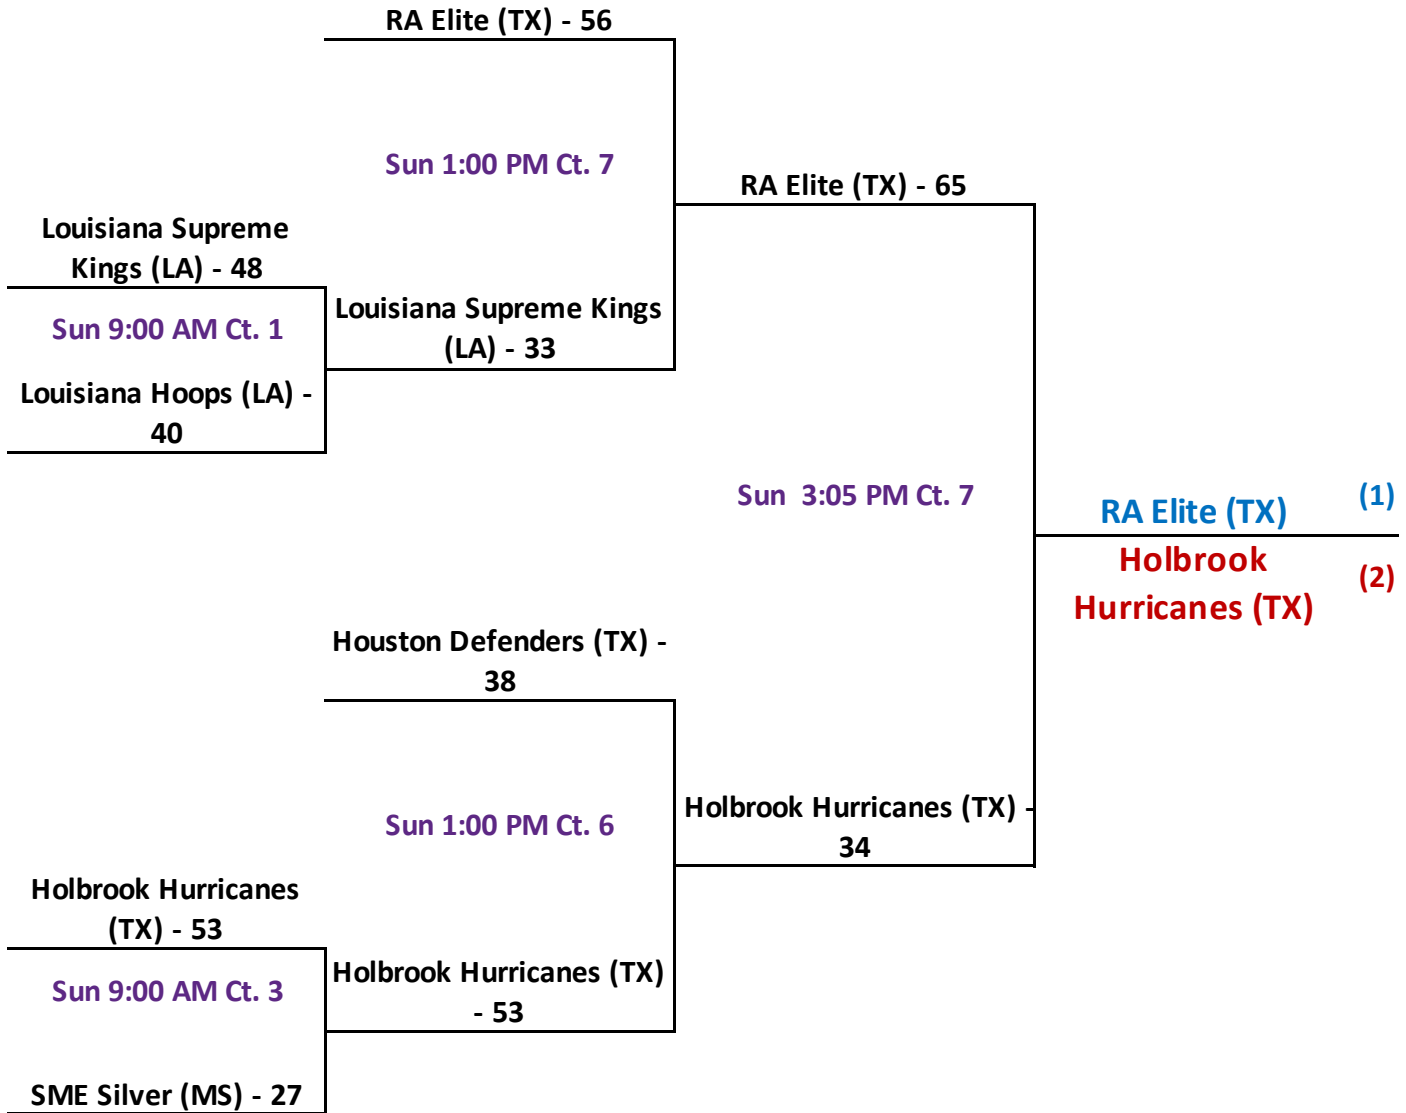 RA Elite (TX) - 56
Sun 1:00 PM Ct. 7
RA Elite (TX) - 65
Louisiana Supreme
Kings (LA) - 48
Sun 9:00 AM Ct. 1
Louisiana Supreme Kings
(LA) - 33
Louisiana Hoops (LA) -
40
Sun 3:05 PM Ct. 7
RA Elite (TX) (1)
Holbrook
Hurricanes (TX)
(2)
Houston Defenders (TX) -
38
Sun 1:00 PM Ct. 6
Holbrook Hurricanes (TX) -
34
Holbrook Hurricanes
(TX) - 53
Sun 9:00 AM Ct. 3
Holbrook Hurricanes (TX)
- 53
SME Silver (MS) - 27